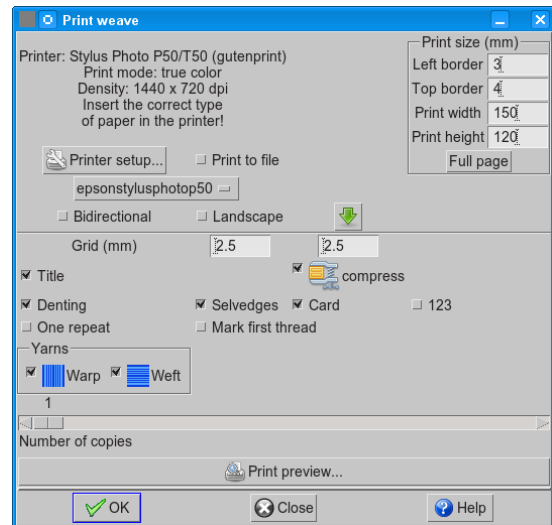 Print weave
Printer: Stylus Photo P50/T50 (gutenprint)
Print mode: true color
Density: 1440 x 720 dpi
Insert the correct type
of paper in the printer!
Print size (mm)
Left border 3
Top border 4
Print width 150
Print height 120
Full page
Printer setup... Print to file
epsonstylusphotop50
Bidirectional Landscape
Grid (mm) 2.5 2.5
Title compress
Denting Selvedges Card 123
One repeat Mark first thread
Yarns
Warp Weft
1
Number of copies
Print preview...
OK Close Help